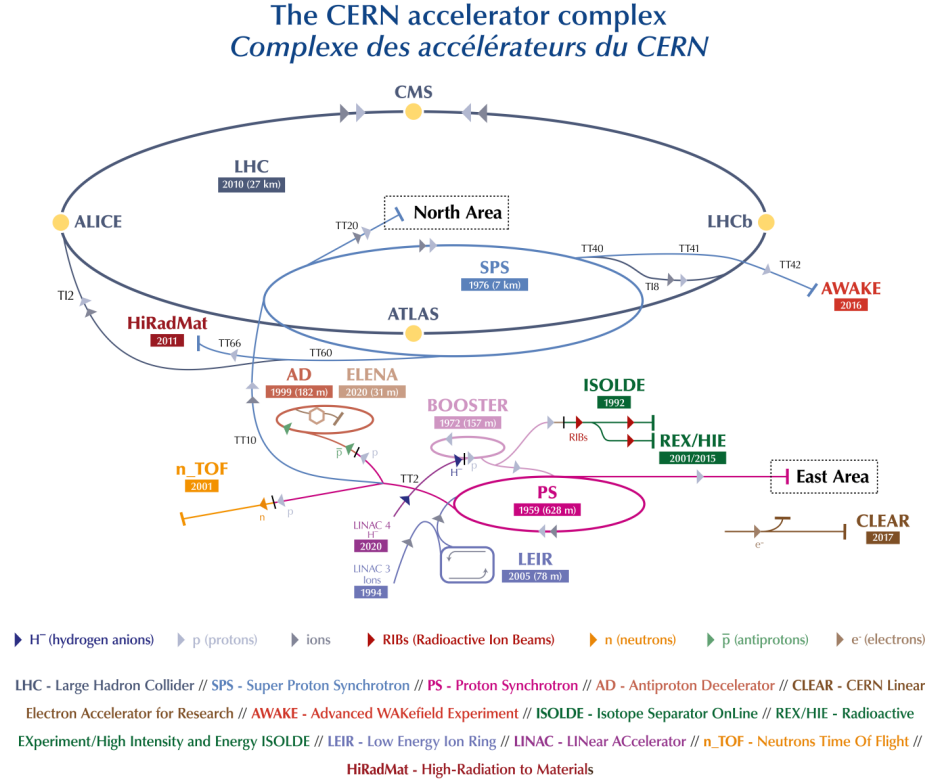 The CERN accelerator complex
Complexe des accélérateurs du CERN
CMS
LHC
2010 (27 km)
North Area
TT20
ALICE
LHCb
TT40
TT41
TT42
SPS
1976 (7 km)
TI8
AWAKE
2016
TI2
HiRadMat
2011
ATLAS
TT66
TT60
AD
1999 (182 m)
ELENA
2020 (31 m)
ISOLDE
1992
BOOSTER
1972 (157 m)
RIBs
REX/HIE
2001/2015
TT10
p̅
p
H⁻
p
n_TOF
2001
TT2
East Area
PS
1959 (628 m)
n
p
LINAC 4
H⁻
2020
CLEAR
2017
e⁻
LINAC 3
Ions
1994
LEIR
2005 (78 m)
H⁻ (hydrogen anions) p (protons) ions RIBs (Radioactive Ion Beams) n (neutrons) p̅ (antiprotons) e⁻ (electrons)
LHC - Large Hadron Collider // SPS - Super Proton Synchrotron // PS - Proton Synchrotron // AD - Antiproton Decelerator // CLEAR - CERN Linear
Electron Accelerator for Research // AWAKE - Advanced WAKefield Experiment // ISOLDE - Isotope Separator OnLine // REX/HIE - Radioactive
EXperiment/High Intensity and Energy ISOLDE // LEIR - Low Energy Ion Ring // LINAC - LINear ACcelerator // n_TOF - Neutrons Time Of Flight //
HiRadMat - High-Radiation to Materials